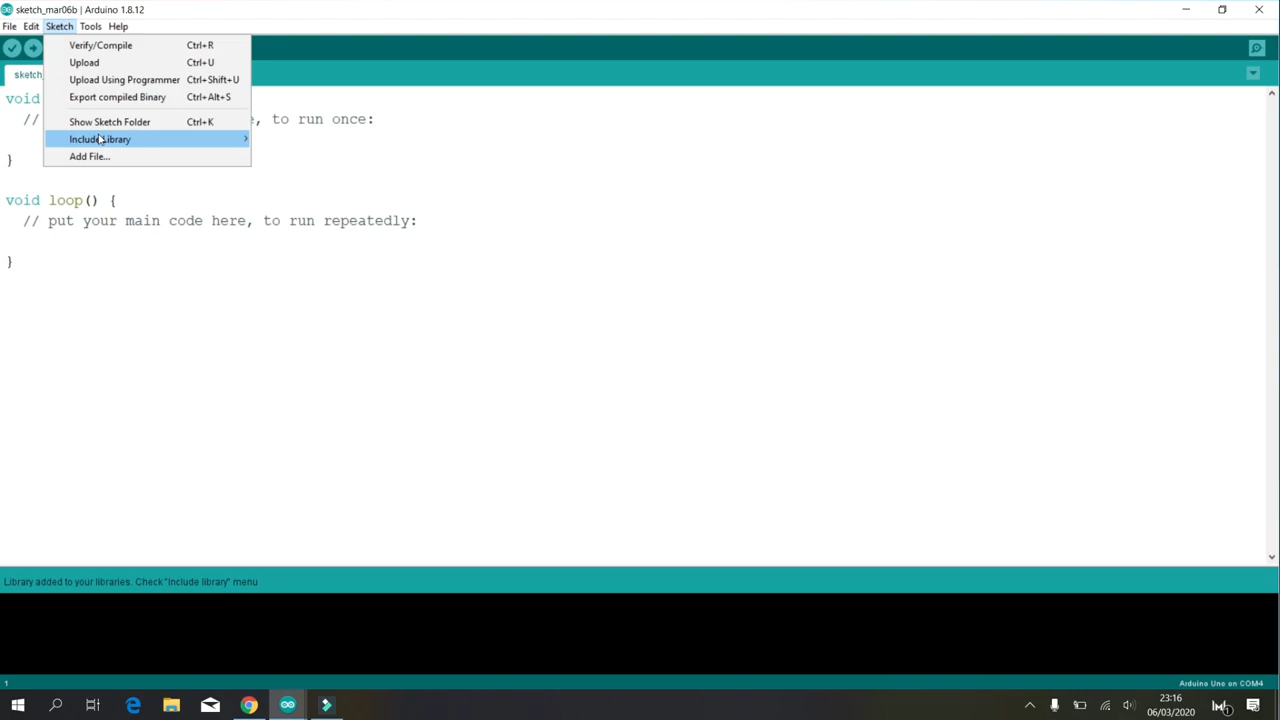 sketch_mar06b | Arduino 1.8.12
File Edit Sketch Tools Help
Verify/Compile Ctrl+R
Upload Ctrl+U
Upload Using Programmer Ctrl+Shift+U
Export compiled Binary Ctrl+Alt+S
Show Sketch Folder Ctrl+K
Include Library
Add File...
sketch_
void
// , to run once:
}
void loop() {
// put your main code here, to run repeatedly:
}
Library added to your libraries. Check "Include library" menu
1
Arduino Uno on COM4
23:16
06/03/2020